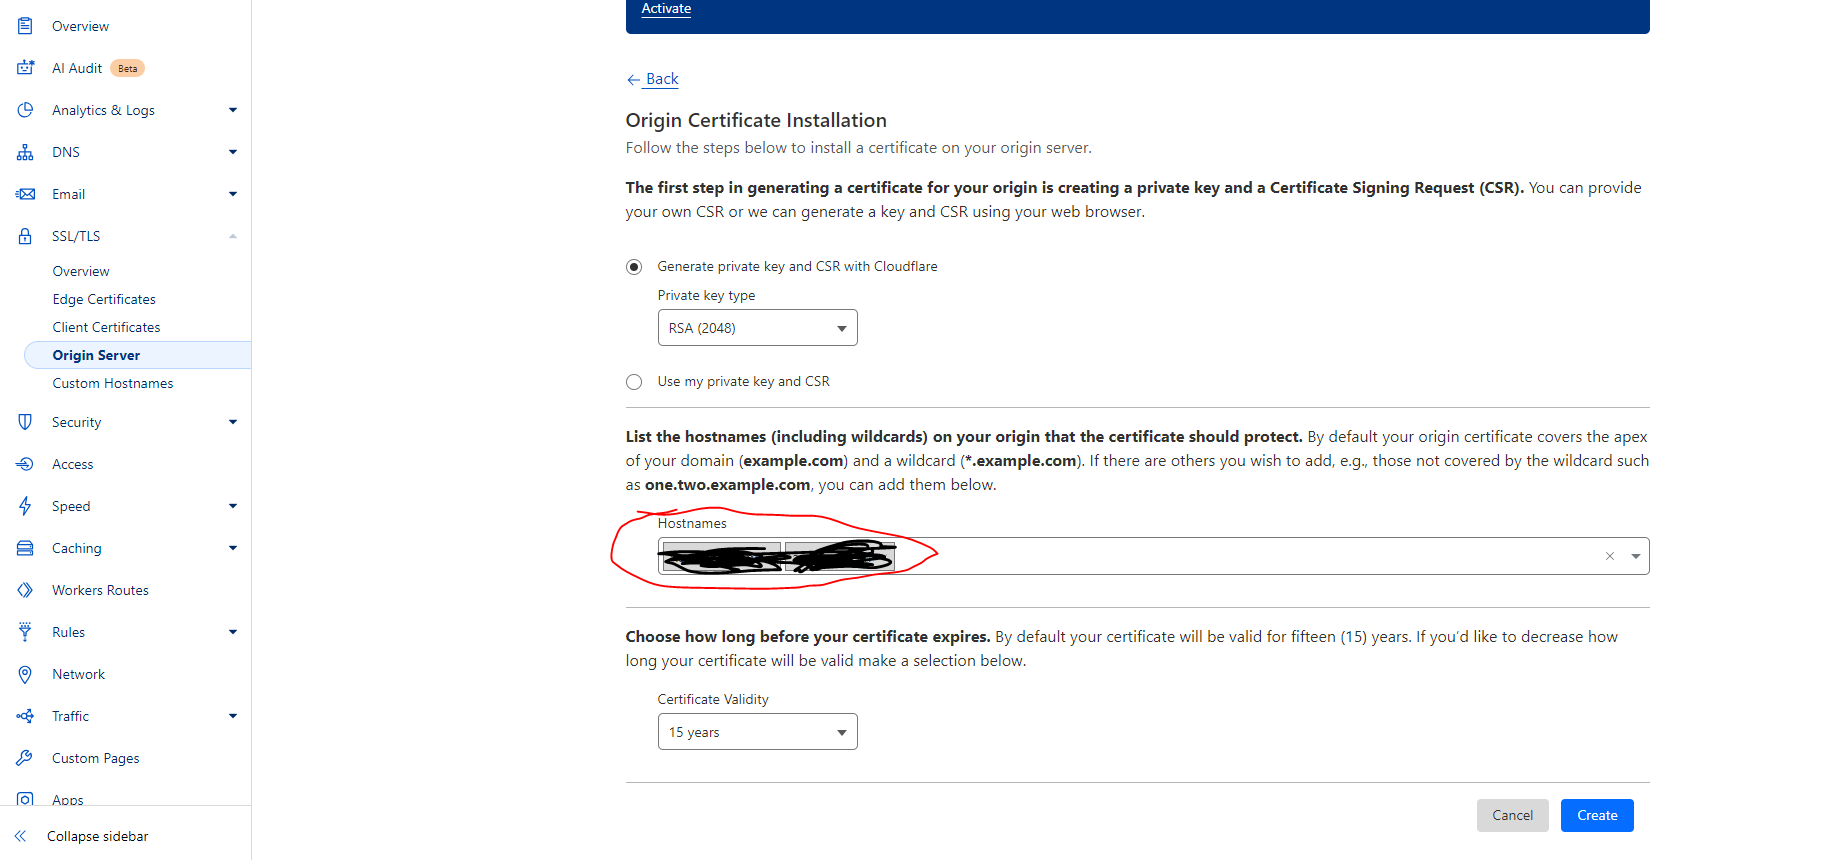 Activate
Overview
AI Audit Beta
Analytics & Logs
DNS
Email
SSL/TLS
Overview
Edge Certificates
Client Certificates
Origin Server
Custom Hostnames
Security
Access
Speed
Caching
Workers Routes
Rules
Network
Traffic
Custom Pages
Apps
Collapse sidebar
Back
Origin Certificate Installation
Follow the steps below to install a certificate on your origin server.
The first step in generating a certificate for your origin is creating a private key and a Certificate Signing Request (CSR). You can provide
your own CSR or we can generate a key and CSR using your web browser.
Generate private key and CSR with Cloudflare
Private key type
RSA (2048)
Use my private key and CSR
List the hostnames (including wildcards) on your origin that the certificate should protect. By default your origin certificate covers the apex
of your domain (example.com) and a wildcard (*.example.com). If there are others you wish to add, e.g., those not covered by the wildcard such
as one.two.example.com, you can add them below.
Hostnames
Choose how long before your certificate expires. By default your certificate will be valid for fifteen (15) years. If you'd like to decrease how
long your certificate will be valid make a selection below.
Certificate Validity
15 years
Cancel
Create